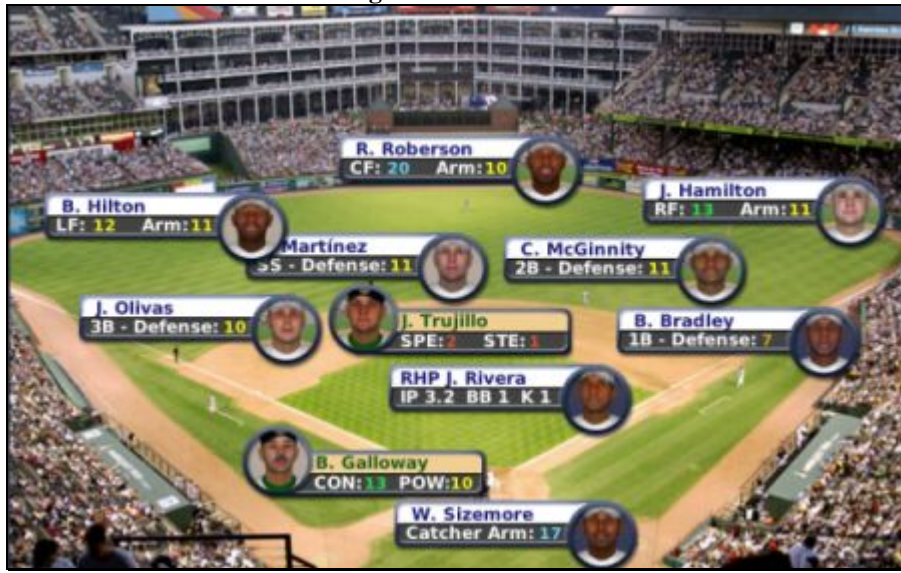 R. Roberson
CF: 20 Arm: 10
J. Hamilton
RF: 13 Arm: 11
B. Hilton
LF: 12 Arm: 11
Martínez
SS - Defense: 11
C. McGinnity
2B - Defense: 11
J. Olivas
3B - Defense: 10
J. Trujillo
SPE: 2 STE: 1
B. Bradley
1B - Defense: 7
RHP J. Rivera
IP 3.2 BB 1 K 1
B. Galloway
CON: 13 POW: 10
W. Sizemore
Catcher Arm: 17